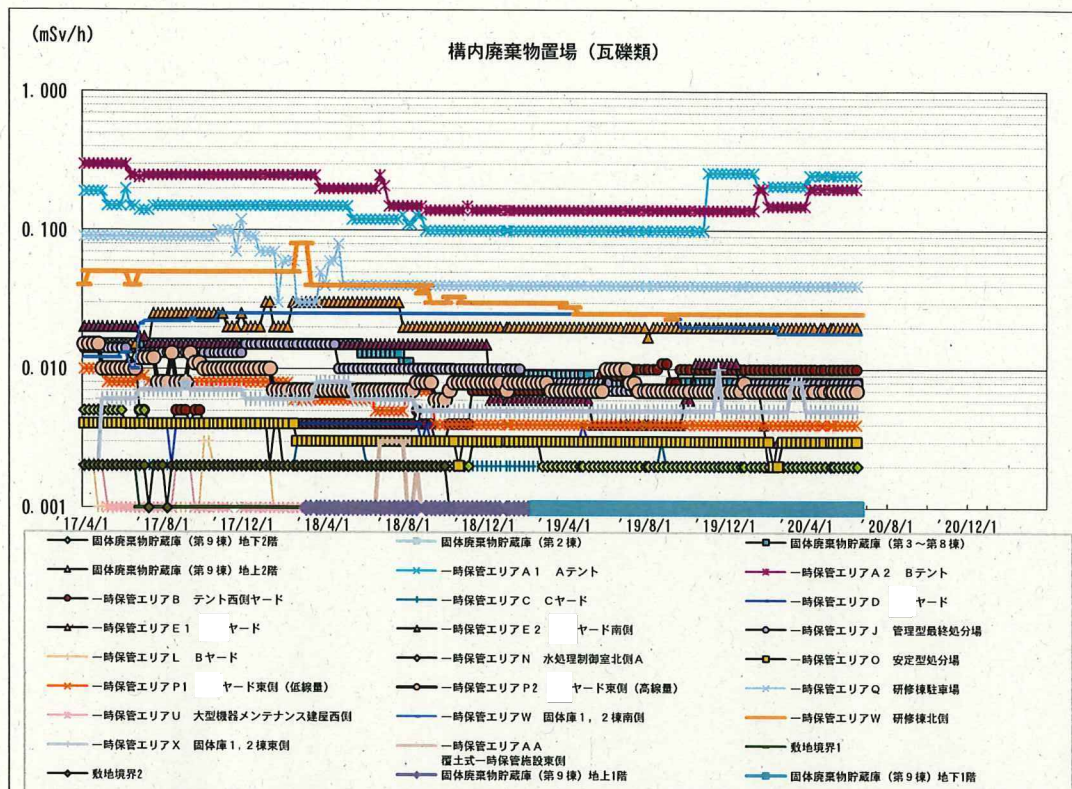 (mSv/h)
構内廃棄物置場（瓦礫類）
1.000
0.100
0.010
0.001
17/4/1 17/8/1 17/12/1 18/4/1 18/8/1 18/12/1 19/4/1 19/8/1 19/12/1 20/4/1 20/8/1 20/12/1
固体廃棄物貯蔵庫（第9棟）地下2階 固体廃棄物貯蔵庫（第2棟） 固体廃棄物貯蔵庫（第3～第8棟）
固体廃棄物貯蔵庫（第9棟）地上2階 一時保管エリアA1 Aテント 一時保管エリアA2 Bテント
一時保管エリアB テント西側ヤード 一時保管エリアC Cヤード 一時保管エリアD ヤード
一時保管エリアE1 ヤード 一時保管エリアE2 ヤード南側 一時保管エリアJ 管理型最終処分場
一時保管エリアL Bヤード 一時保管エリアN 水処理制御室北側A 一時保管エリアO 安定型処分場
一時保管エリアP1 ヤード東側（低線量） 一時保管エリアP2 ヤード東側（高線量） 一時保管エリアQ 研修棟駐車場
一時保管エリアU 大型機器メンテナンス建屋西側 一時保管エリアW 固体庫1，2棟南側 一時保管エリアW 研修棟北側
一時保管エリアX 固体庫1，2棟東側 一時保管エリアAA 敷地境界1
覆土式一時保管施設東側
敷地境界2 固体廃棄物貯蔵庫（第9棟）地上1階 固体廃棄物貯蔵庫（第9棟）地下1階